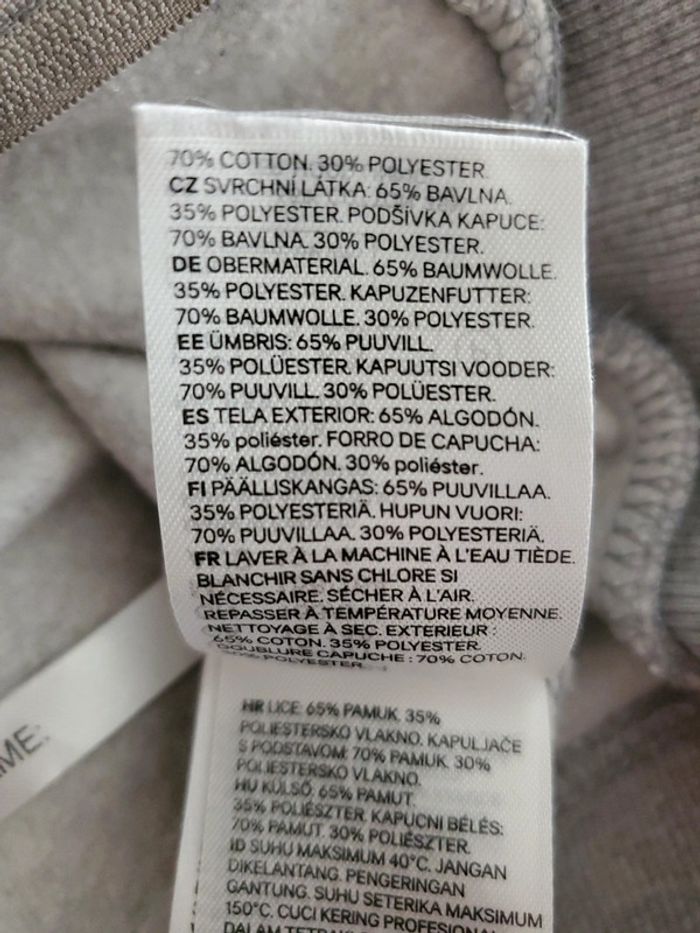 70% COTTON. 30% POLYESTER.
CZ SVRCHNÍ LÁTKA: 65% BAVLNA.
35% POLYESTER. PODŠÍVKA KAPUCE:
70% BAVLNA. 30% POLYESTER.
DE OBERMATERIAL. 65% BAUMWOLLE.
35% POLYESTER. KAPUZENFUTTER:
70% BAUMWOLLE. 30% POLYESTER.
EE ÜMBRIS: 65% PUUVILL.
35% POLÜESTER. KAPUUTSI VOODER:
70% PUUVILL. 30% POLÜESTER.
ES TELA EXTERIOR: 65% ALGODÓN.
35% poliéster. FORRO DE CAPUCHA:
70% ALGODÓN. 30% poliéster.
FI PÄÄLLISKANGAS: 65% PUUVILLAA.
35% POLYESTERIÄ. HUPUN VUORI:
70% PUUVILLAA. 30% POLYESTERIÄ.
FR LAVER À LA MACHINE À L'EAU TIÈDE.
BLANCHIR SANS CHLORE SI
NÉCESSAIRE. SÉCHER À L'AIR.
REPASSER À TEMPÉRATURE MOYENNE.
NETTOYAGE À SEC. EXTERIEUR :
65% COTON. 35% POLYESTER.
DOUBLURE CAPUCHE : 70% COTON.
30% POLYESTER.
HR LICE: 65% PAMUK. 35%
POLIESTERSKO VLAKNO. KAPULJAČE
S PODSTAVOM: 70% PAMUK. 30%
POLIESTERSKO VLAKNO.
HU KÜLSŐ: 65% PAMUT.
35% POLIÉSZTER. KAPUCNI BÉLÉS:
70% PAMUT. 30% POLIÉSZTER.
ID SUHU MAKSIMUM 40°C. JANGAN
DIKELANTANG. PENGERINGAN
GANTUNG. SUHU SETERIKA MAKSIMUM
150°C. CUCI KERING PROFESIONAL
DALAM